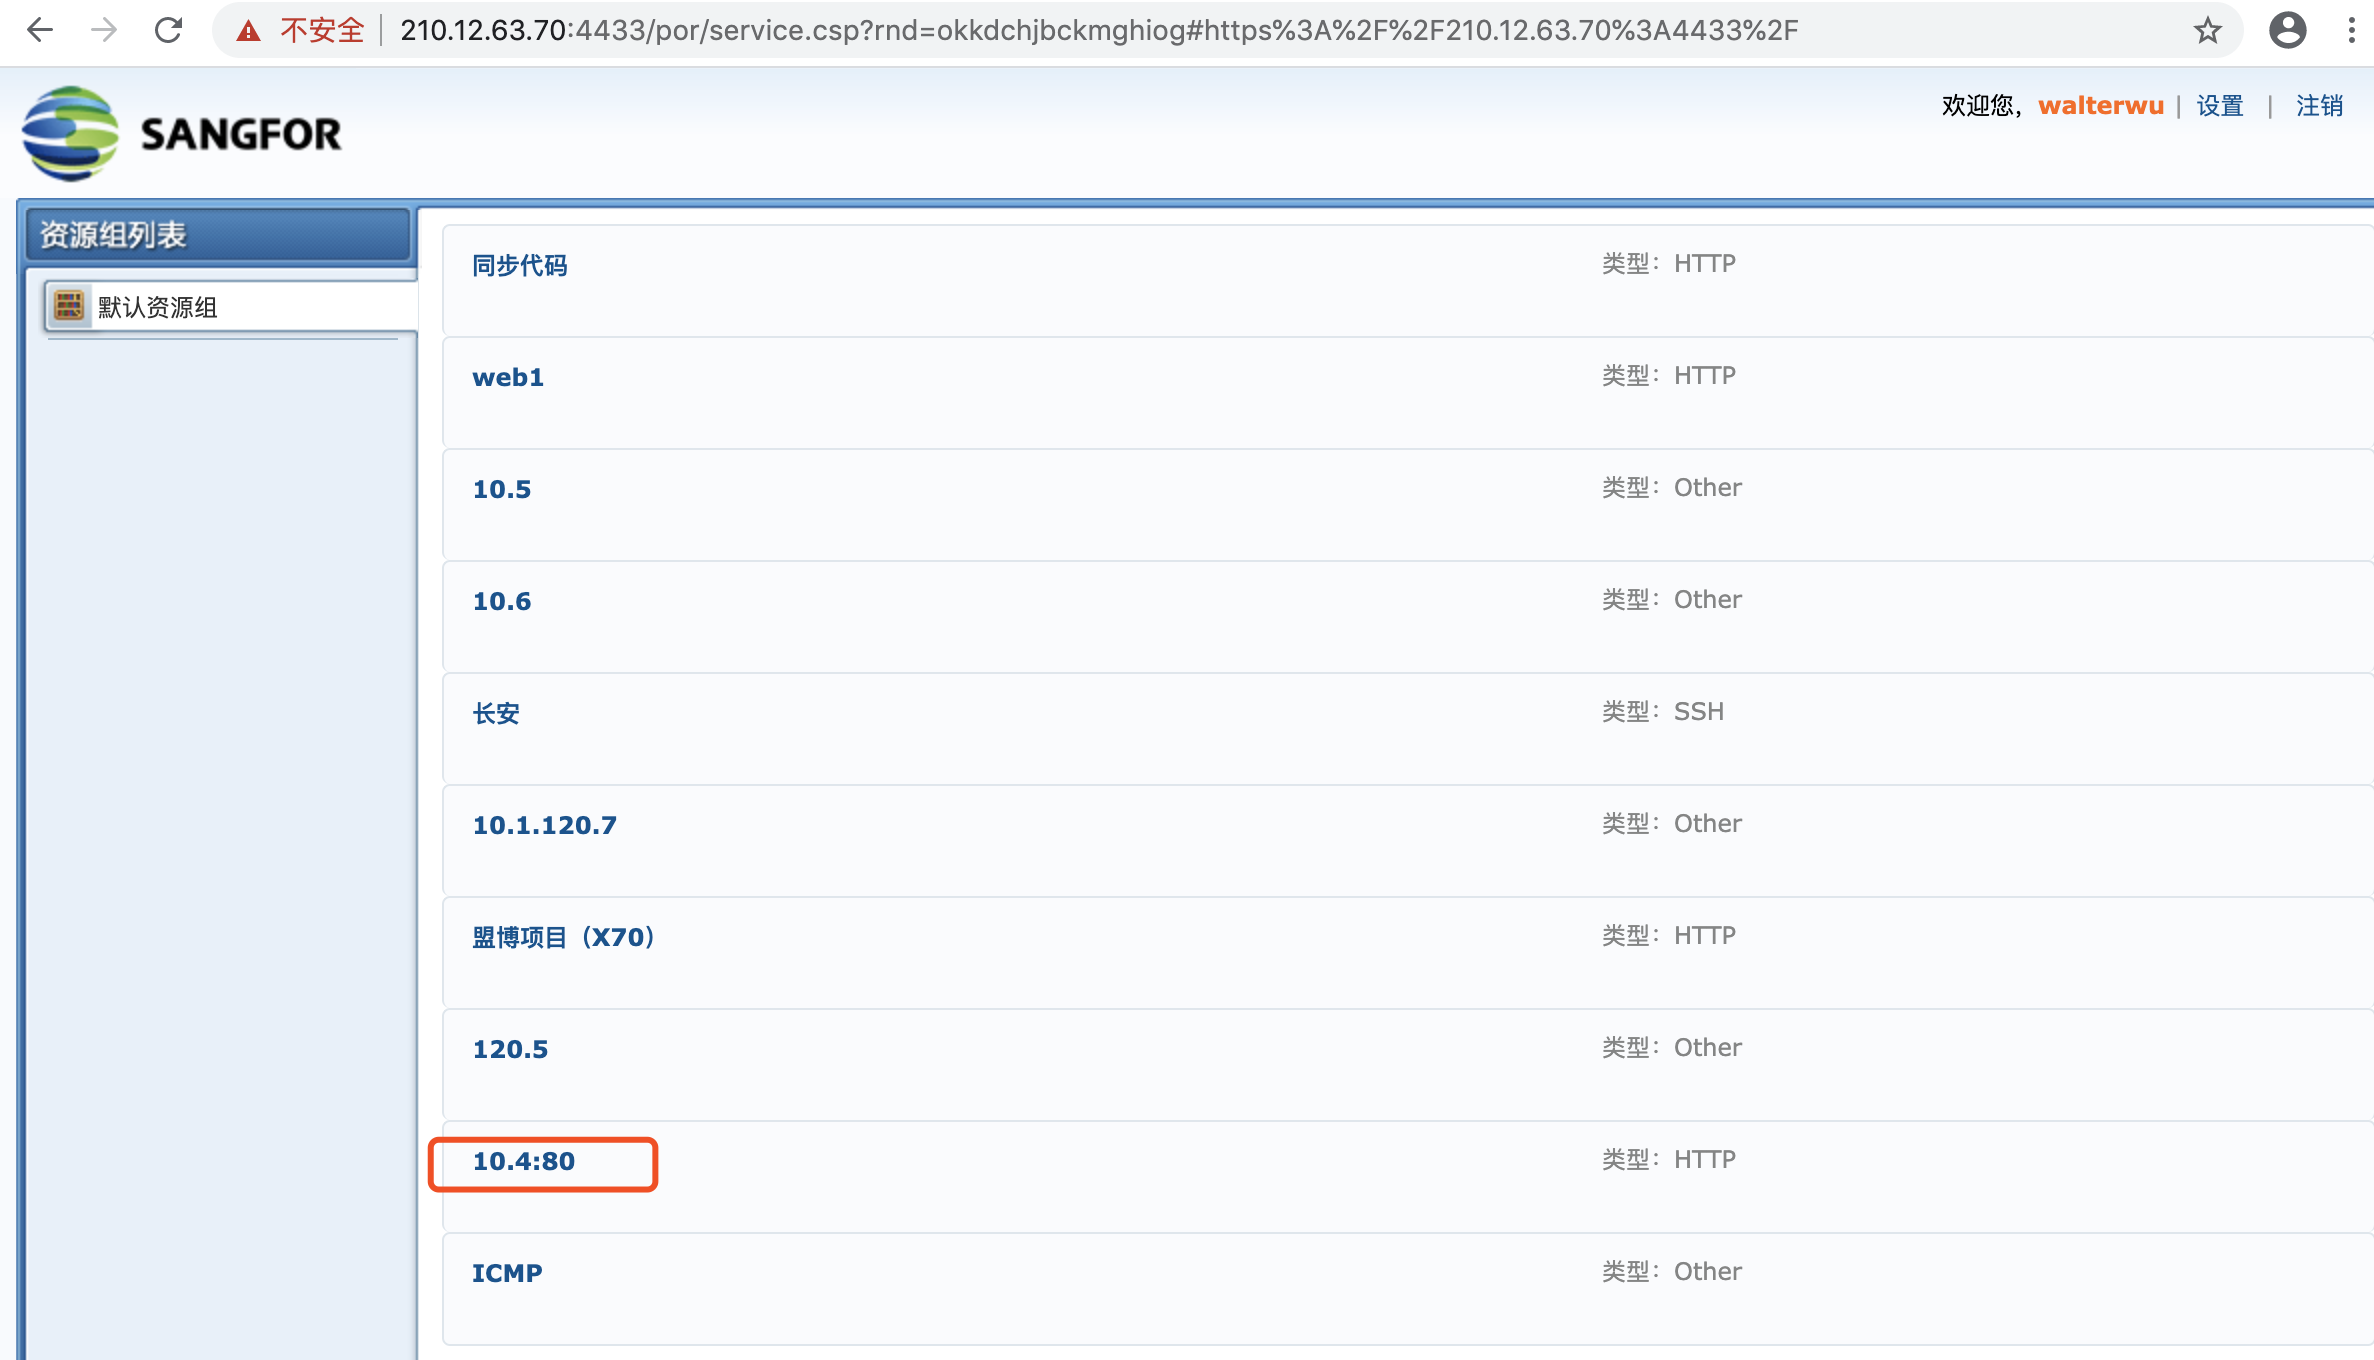 不安全 210.12.63.70:4433/por/service.csp?rnd=okkdchjbckmghiog#https%3A%2F%2F210.12.63.70%3A4433%2F
SANGFOR
欢迎您，walterwu | 设置 | 注销
资源组列表
默认资源组
同步代码 类型：HTTP
web1 类型：HTTP
10.5 类型：Other
10.6 类型：Other
长安 类型：SSH
10.1.120.7 类型：Other
盟博项目（X70） 类型：HTTP
120.5 类型：Other
10.4:80 类型：HTTP
ICMP 类型：Other